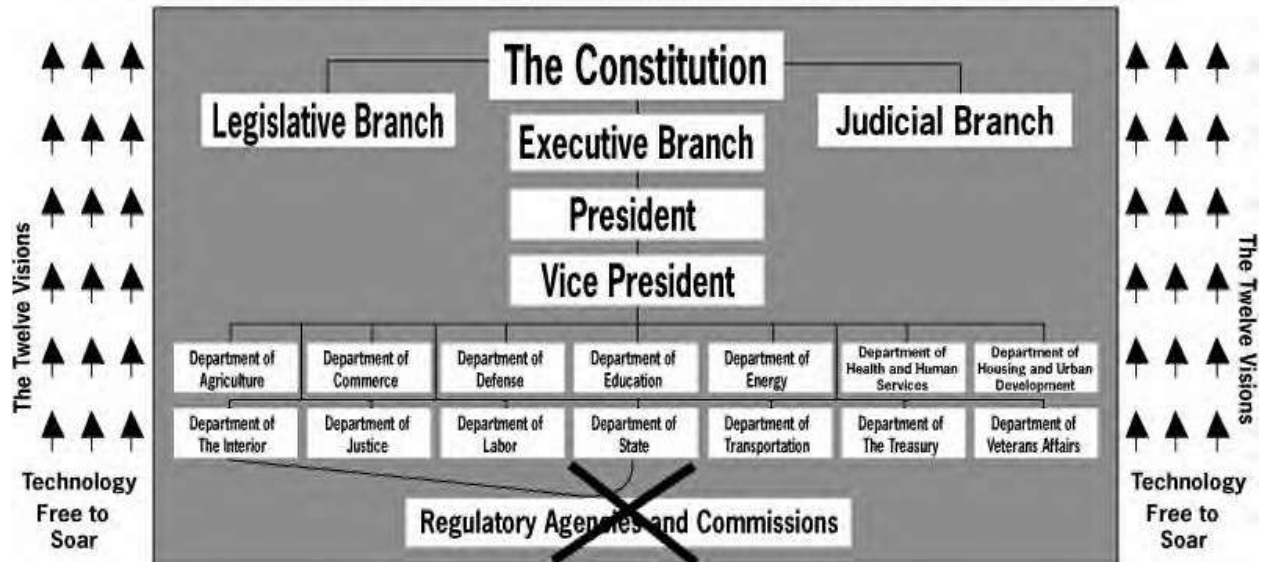 The Constitution
Legislative Branch
Judicial Branch
Executive Branch
President
Vice President
Department of
Agriculture
Department of
Commerce
Department of
Defense
Department of
Education
Department of
Energy
Department of
Health and Human
Services
Department of
Housing and Urban
Development
Department of
The Interior
Department of
Justice
Department of
Labor
Department of
State
Department of
Transportation
Department of
The Treasury
Department of
Veterans Affairs
Regulatory Agencies and Commissions
The Twelve Visions
Technology
Free to
Soar
The Twelve Visions
Technology
Free to
Soar